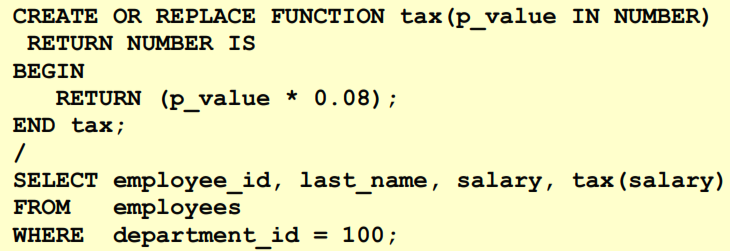 CREATE OR REPLACE FUNCTION tax(p_value IN NUMBER)
RETURN NUMBER IS
BEGIN
RETURN (p_value * 0.08);
END tax;
/
SELECT employee_id, last_name, salary, tax(salary)
FROM employees
WHERE department_id = 100;